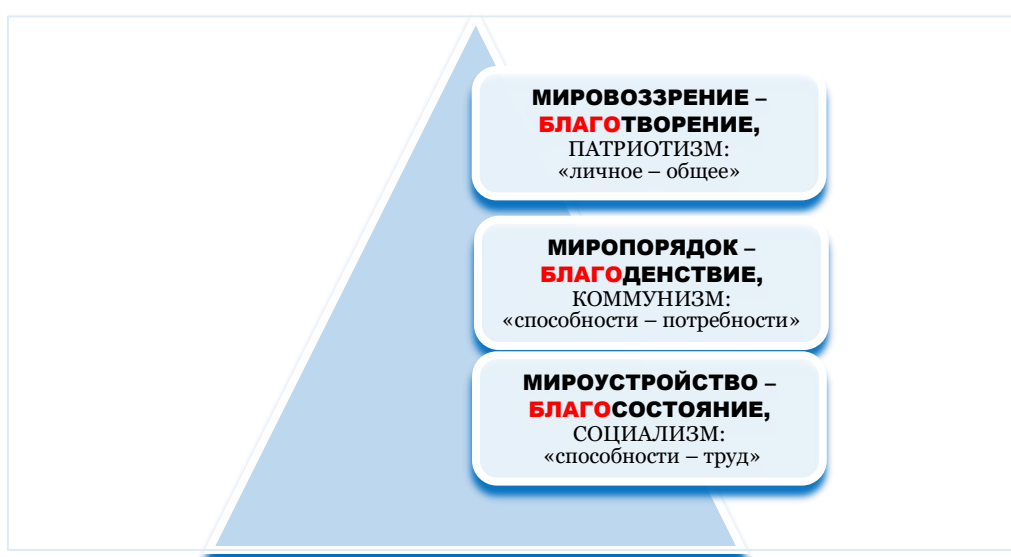 МИРОВОЗЗРЕНИЕ –
БЛАГОТВОРЕНИЕ,
ПАТРИОТИЗМ:
«личное – общее»
МИРОПОРЯДОК –
БЛАГОДЕНСТВИЕ,
КОММУНИЗМ:
«способности – потребности»
МИРОУСТРОЙСТВО –
БЛАГОСОСТОЯНИЕ,
СОЦИАЛИЗМ:
«способности – труд»